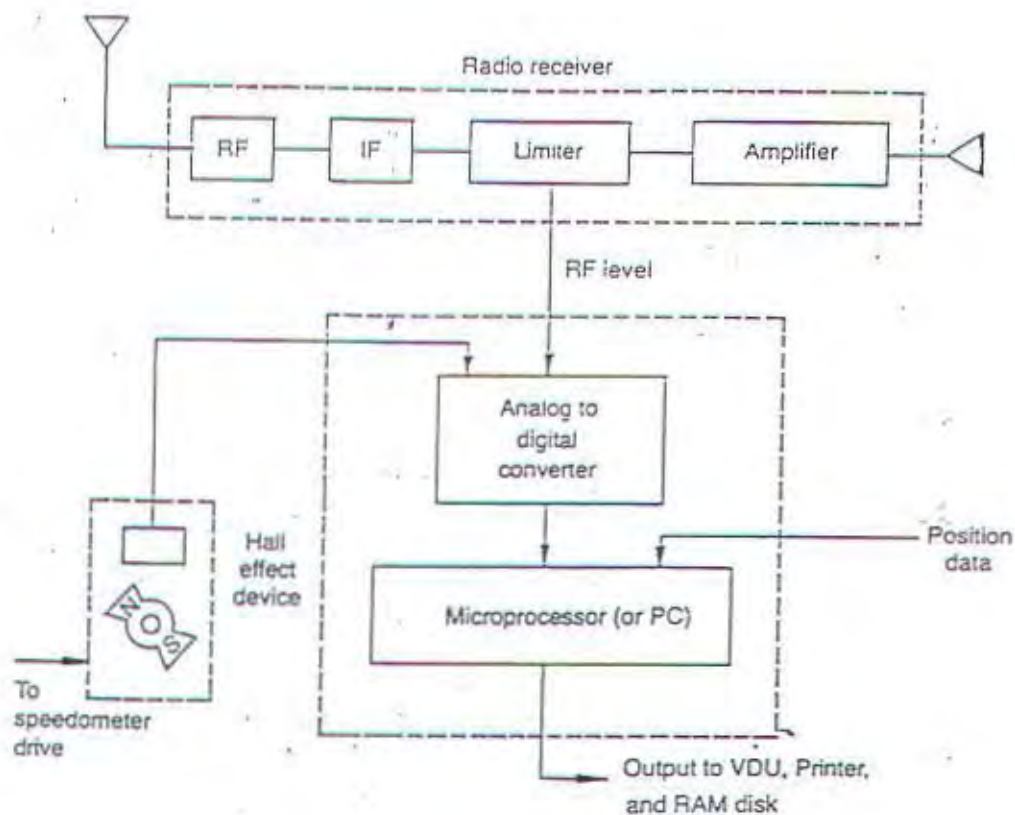 Radio receiver
RF
IF
Limiter
Amplifier
RF level
Analog to
digital
converter
Hall
effect
device
N
S
Position
data
Microprocessor (or PC)
To
speedometer
drive
Output to VDU, Printer,
and RAM disk